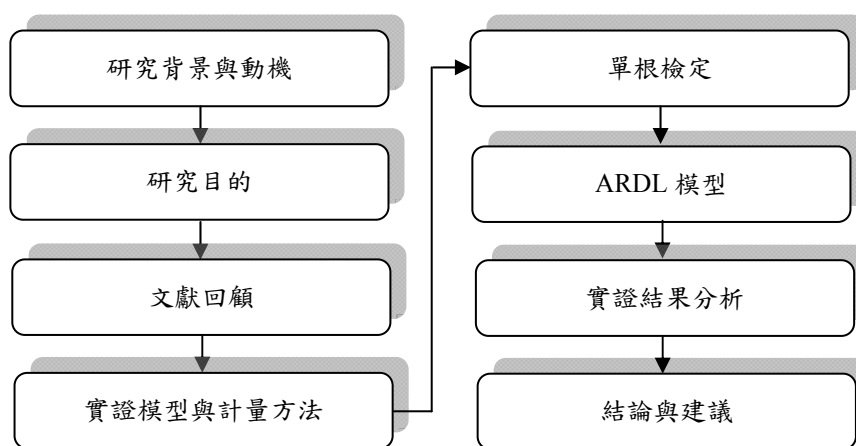 研究背景與動機
研究目的
文獻回顧
實證模型與計量方法
單根檢定
ARDL 模型
實證結果分析
結論與建議